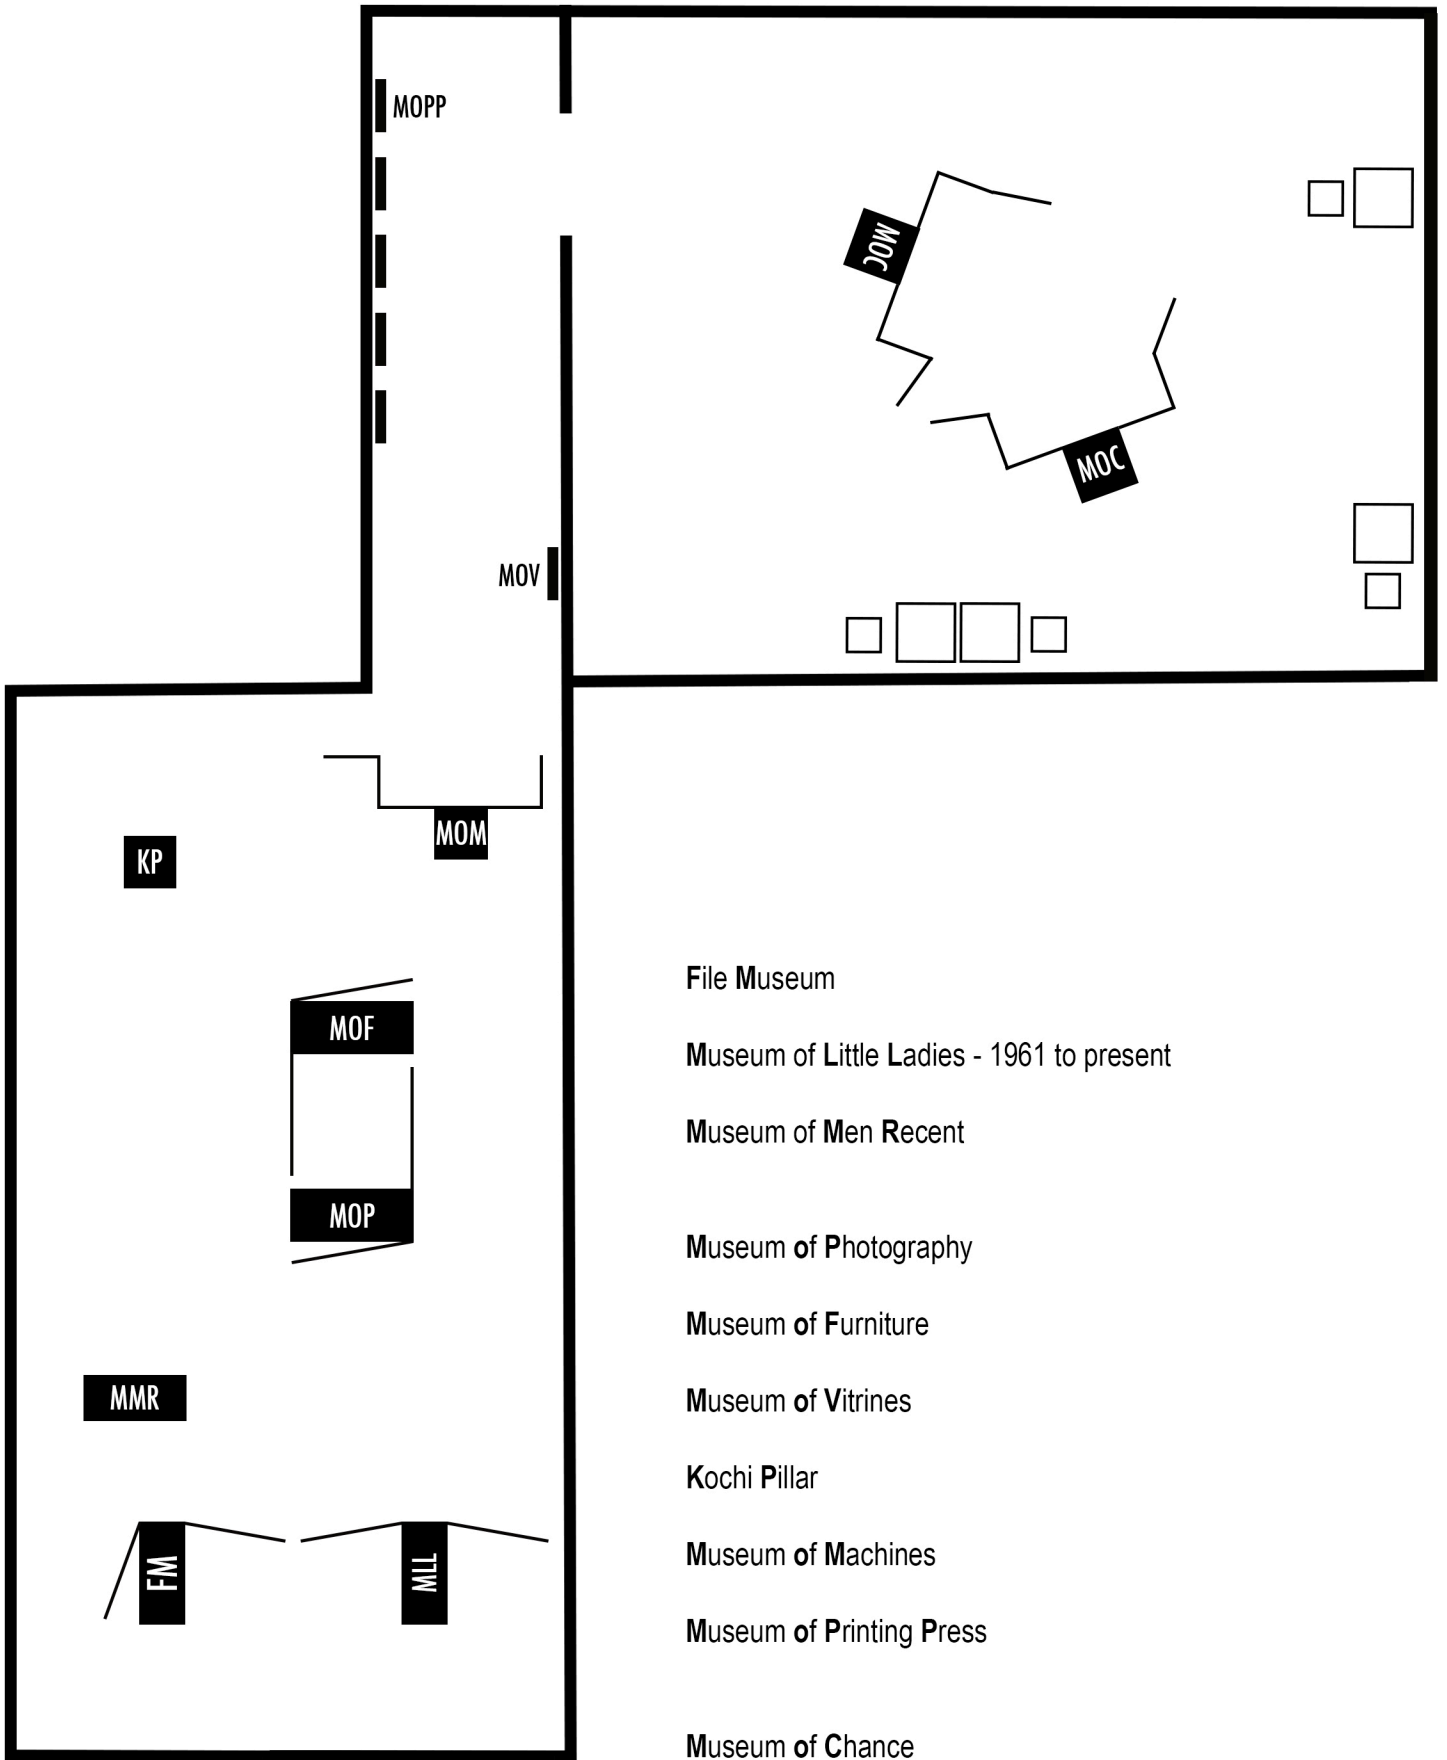 MOPP
MOC
MOC
MOV
MOM
KP
MOF
MOP
MMR
FM
MLL
File Museum
Museum of Little Ladies - 1961 to present
Museum of Men Recent
Museum of Photography
Museum of Furniture
Museum of Vitrines
Kochi Pillar
Museum of Machines
Museum of Printing Press
Museum of Chance